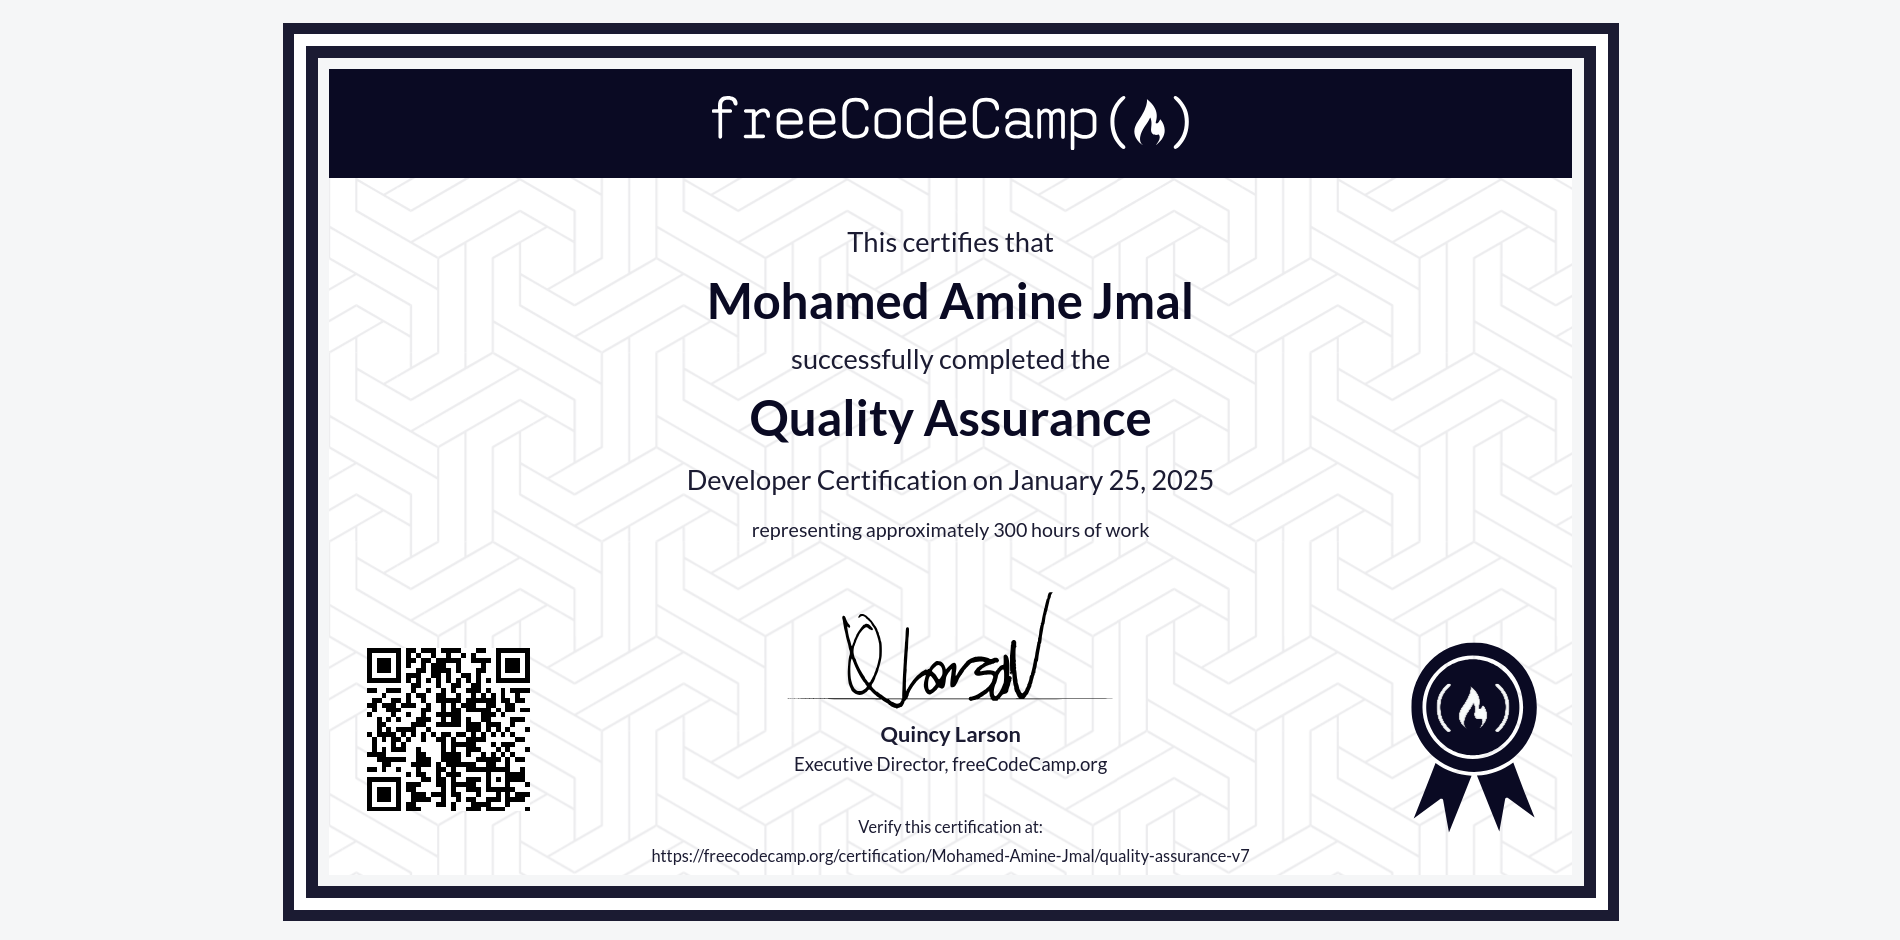 freeCodeCamp(🔥)
This certifies that
Mohamed Amine Jmal
successfully completed the
Quality Assurance
Developer Certification on January 25, 2025
representing approximately 300 hours of work
Quincy Larson
Executive Director, freeCodeCamp.org
Verify this certification at:
https://freecodecamp.org/certification/Mohamed-Amine-Jmal/quality-assurance-v7